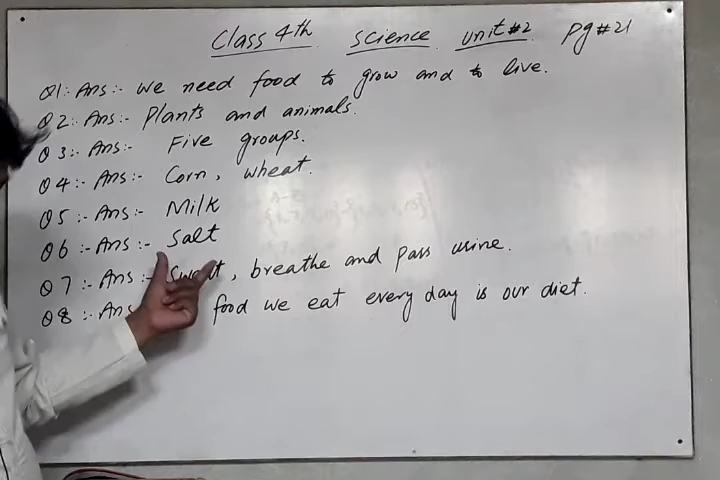 Class 4th Science unit #2 Pg #21
Q1:- Ans:- We need food to grow and to live.
Q2:- Ans:- Plants and animals.
Q3:- Ans:- Five groups.
Q4:- Ans:- Corn, wheat.
Q5:- Ans:- Milk
Q6:- Ans:- Salt
Q7:- Ans:- Sweat, breathe and pass urine.
Q8:- Ans food we eat every day is our diet.